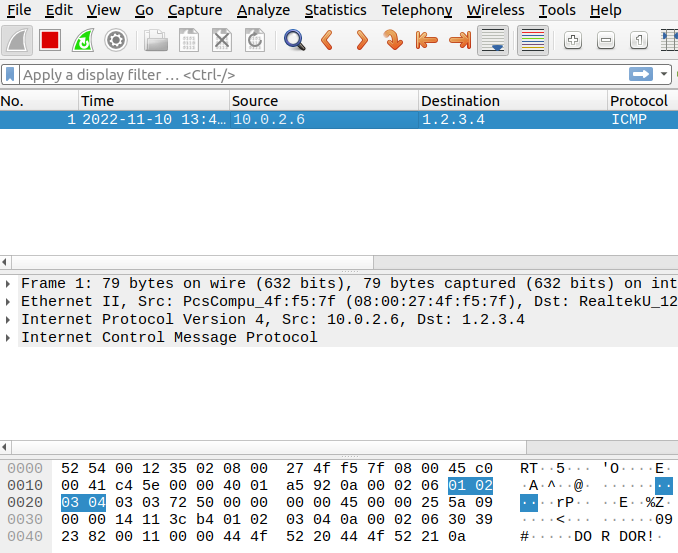 File Edit View Go Capture Analyze Statistics Telephony Wireless Tools Help
Apply a display filter … <Ctrl-/>
No. Time Source Destination Protocol
1 2022-11-10 13:4… 10.0.2.6 1.2.3.4 ICMP
Frame 1: 79 bytes on wire (632 bits), 79 bytes captured (632 bits) on int
Ethernet II, Src: PcsCompu_4f:f5:7f (08:00:27:4f:f5:7f), Dst: RealtekU_12
Internet Protocol Version 4, Src: 10.0.2.6, Dst: 1.2.3.4
Internet Control Message Protocol
0000 52 54 00 12 35 02 08 00 27 4f f5 7f 08 00 45 c0 RT··5··· 'O····E·
0010 00 41 c4 5e 00 00 40 01 a5 92 0a 00 02 06 01 02 ·A·^··@· ········
0020 03 04 03 03 72 50 00 00 00 00 45 00 00 25 5a 09 ····rP·· ··E··%Z·
0030 00 00 14 11 3c b4 01 02 03 04 0a 00 02 06 30 39 ····<··· ······09
0040 23 82 00 11 00 00 44 4f 52 20 44 4f 52 21 0a #·····DO R DOR!·